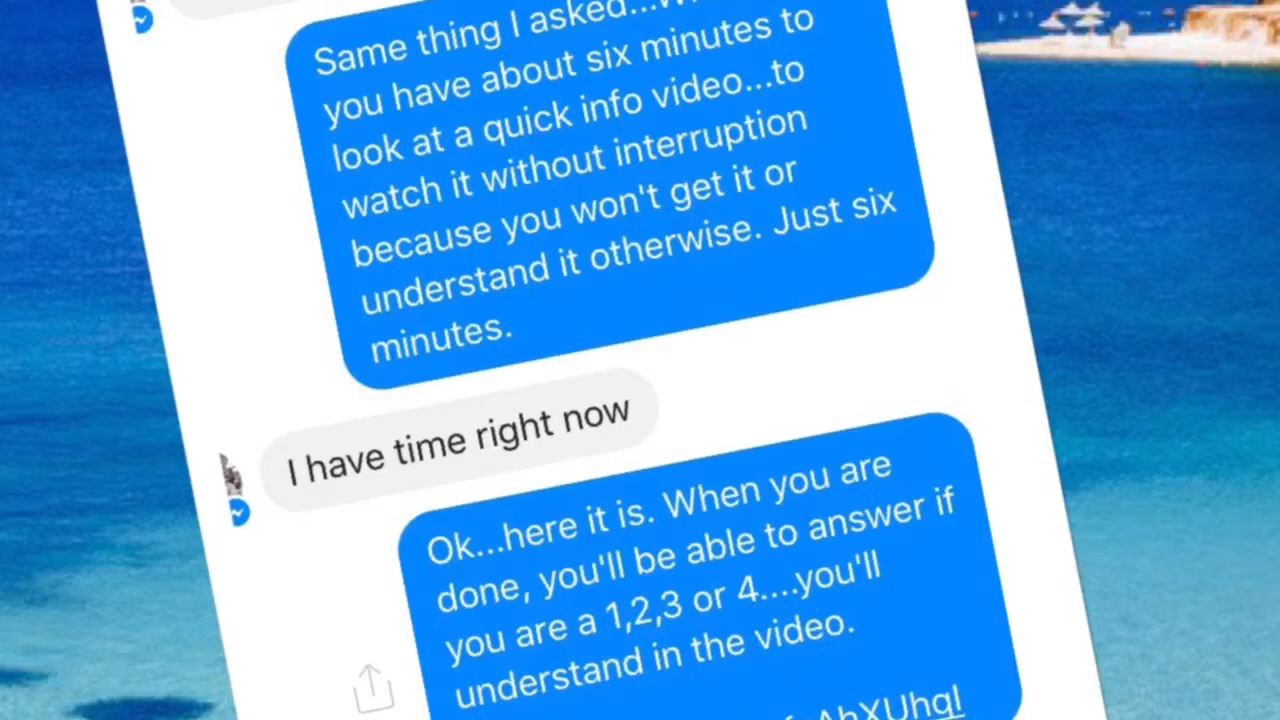 Same thing I asked...
you have about six minutes to
look at a quick info video...to
watch it without interruption
because you won't get it or
understand it otherwise. Just six
minutes.
I have time right now
Ok...here it is. When you are
done, you'll be able to answer if
you are a 1,2,3 or 4....you'll
understand in the video.